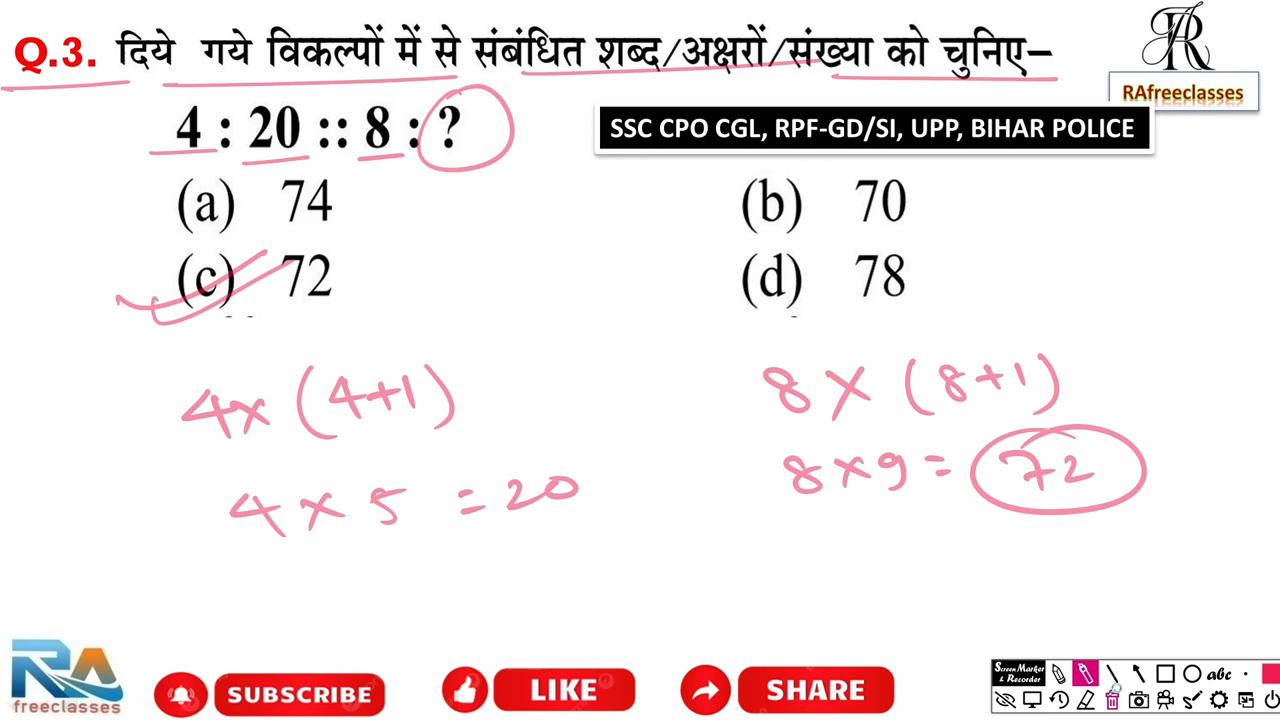 Q.3. दिये गये विकल्पों में से संबंधित शब्द/अक्षरों/संख्या को चुनिए–
RAfreeclasses
4 : 20 :: 8 : ?
SSC CPO CGL, RPF-GD/SI, UPP, BIHAR POLICE
(a) 74 (b) 70
(c) 72 (d) 78
4x (4+1) 8 X (8+1)
4 x 5 = 20 8 x 9 = 72
RA
freeclasses
SUBSCRIBE LIKE SHARE
Screen Marker
& Recorder
abc